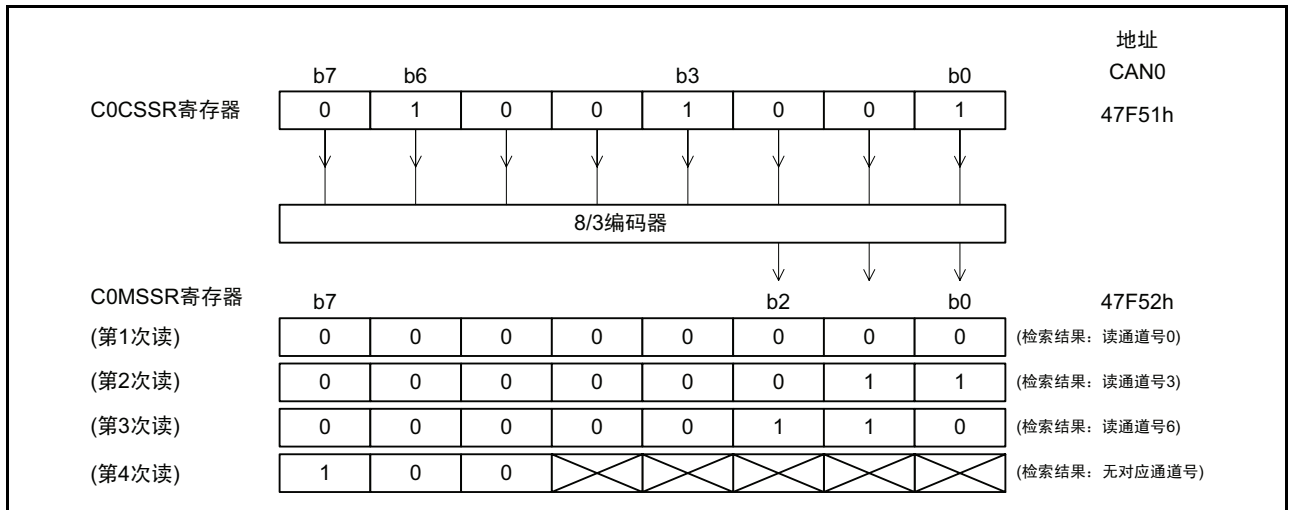 地址
CAN0
b7 b6 b3 b0
C0CSSR寄存器 0 1 0 0 1 0 0 1 47F51h
8/3编码器
C0MSSR寄存器 b7 b2 b0 47F52h
(第1次读) 0 0 0 0 0 0 0 0 (检索结果：读通道号0)
(第2次读) 0 0 0 0 0 0 1 1 (检索结果：读通道号3)
(第3次读) 0 0 0 0 0 1 1 0 (检索结果：读通道号6)
(第4次读) 1 0 0 (检索结果：无对应通道号)